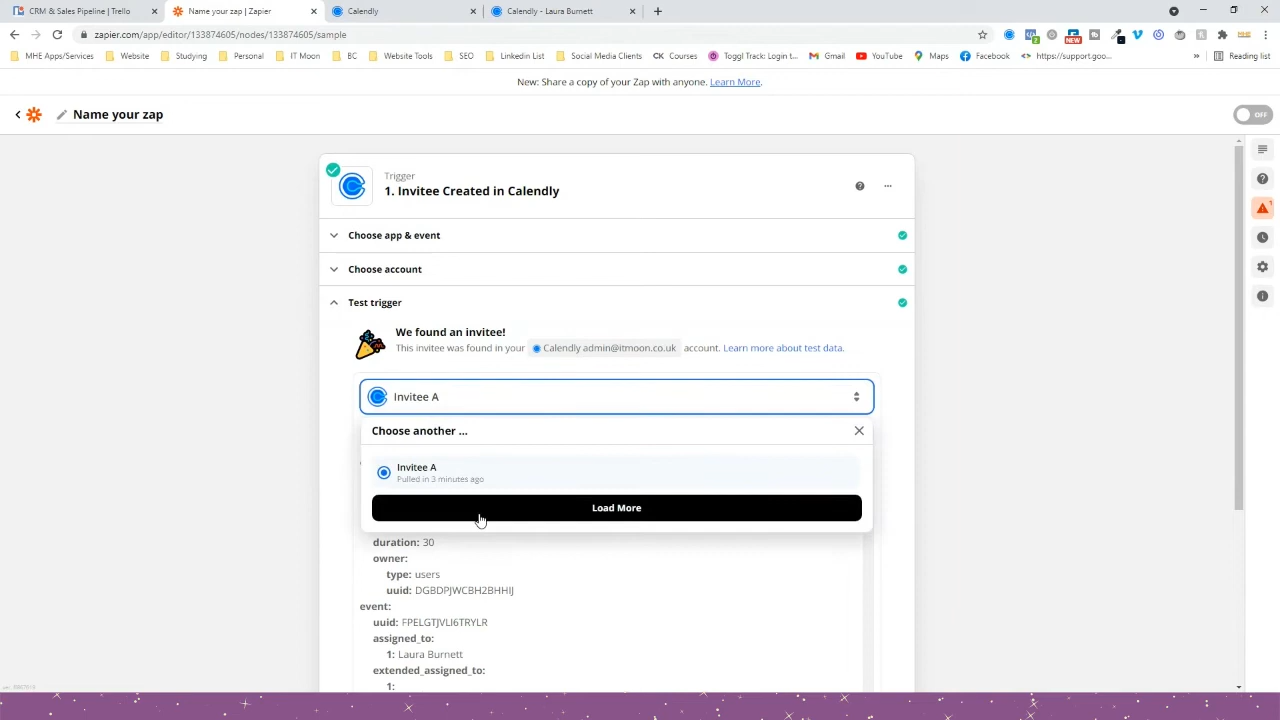 CRM & Sales Pipeline | Trello
Name your zap | Zapier
Calendly
Calendly - Laura Burnett
zapier.com/app/editor/133874605/nodes/133874605/sample
MHE Apps/Services
Website
Studying
Personal
IT Moon
BC
Website Tools
SEO
Linkedin List
Social Media Clients
CK Courses
Toggl Track: Login t...
Gmail
YouTube
Maps
Facebook
<> https://support.goo...
»
Reading list
New: Share a copy of your Zap with anyone. Learn More.
Name your zap
OFF
Trigger
1. Invitee Created in Calendly
Choose app & event
Choose account
Test trigger
We found an invitee!
This invitee was found in your Calendly admin@itmoon.co.uk account. Learn more about test data.
Invitee A
Choose another ...
Invitee A
Pulled in 3 minutes ago
Load More
duration: 30
owner:
type: users
uuid: DGBDPJWCBH2BHHIJ
event:
uuid: FPELGTJVLI6TRYLR
assigned_to:
1: Laura Burnett
extended_assigned_to:
1: